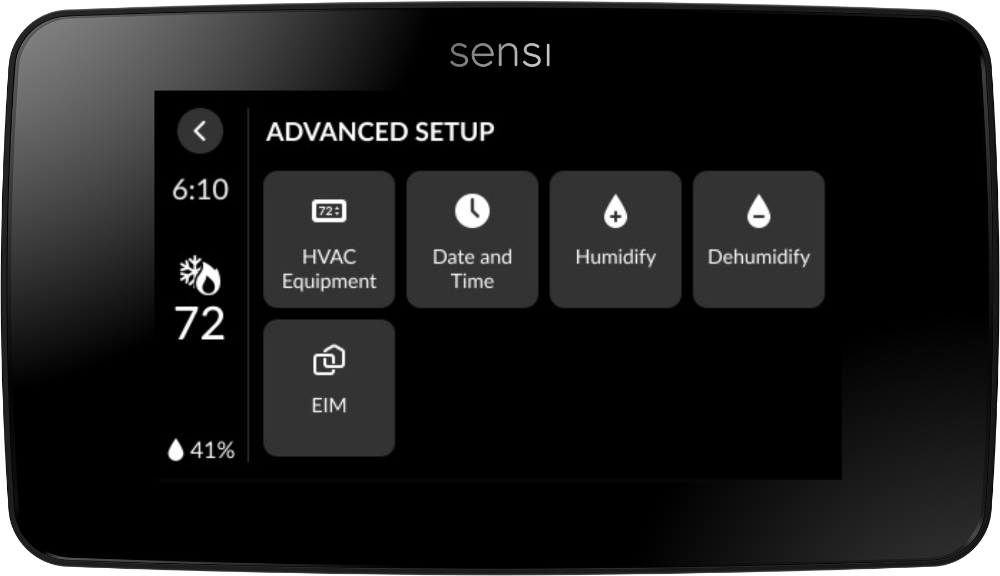 sensi
ADVANCED SETUP
6:10
72
41%
72
HVAC
Equipment
Date and
Time
Humidify
Dehumidify
EIM